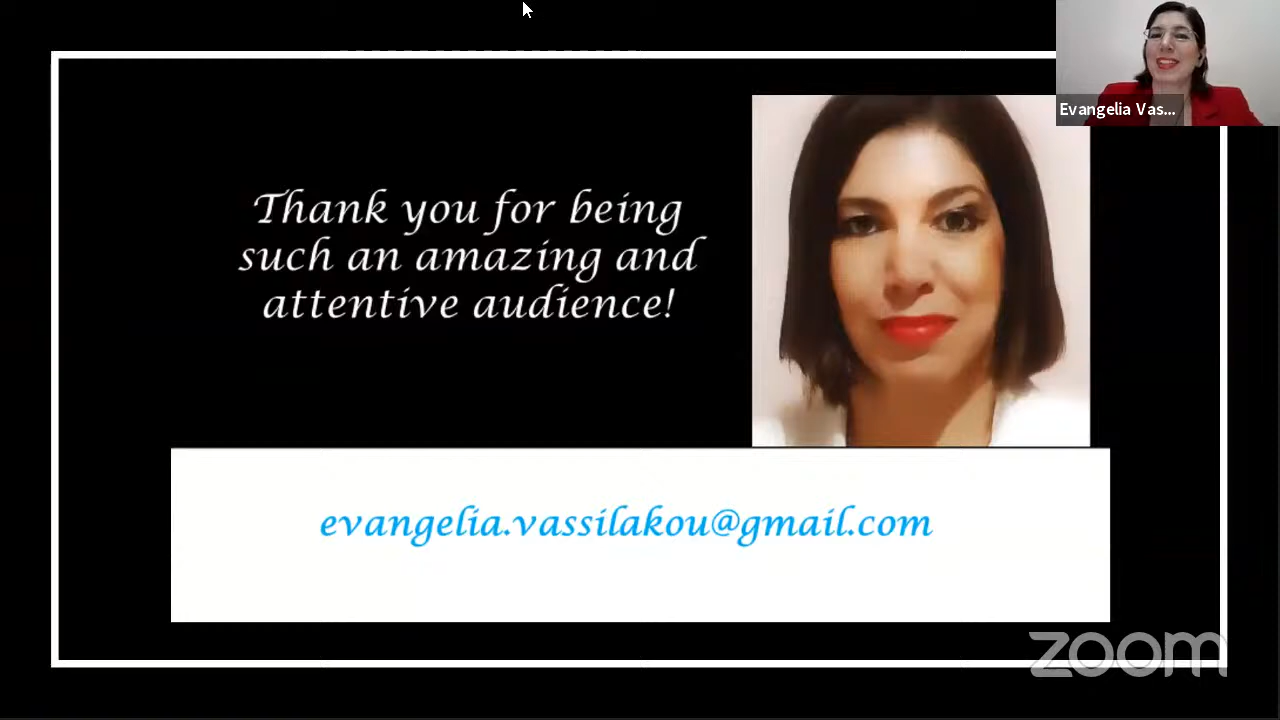 Evangelia Vas...
Thank you for being
such an amazing and
attentive audience!
evangelia.vassilakou@gmail.com
zoom